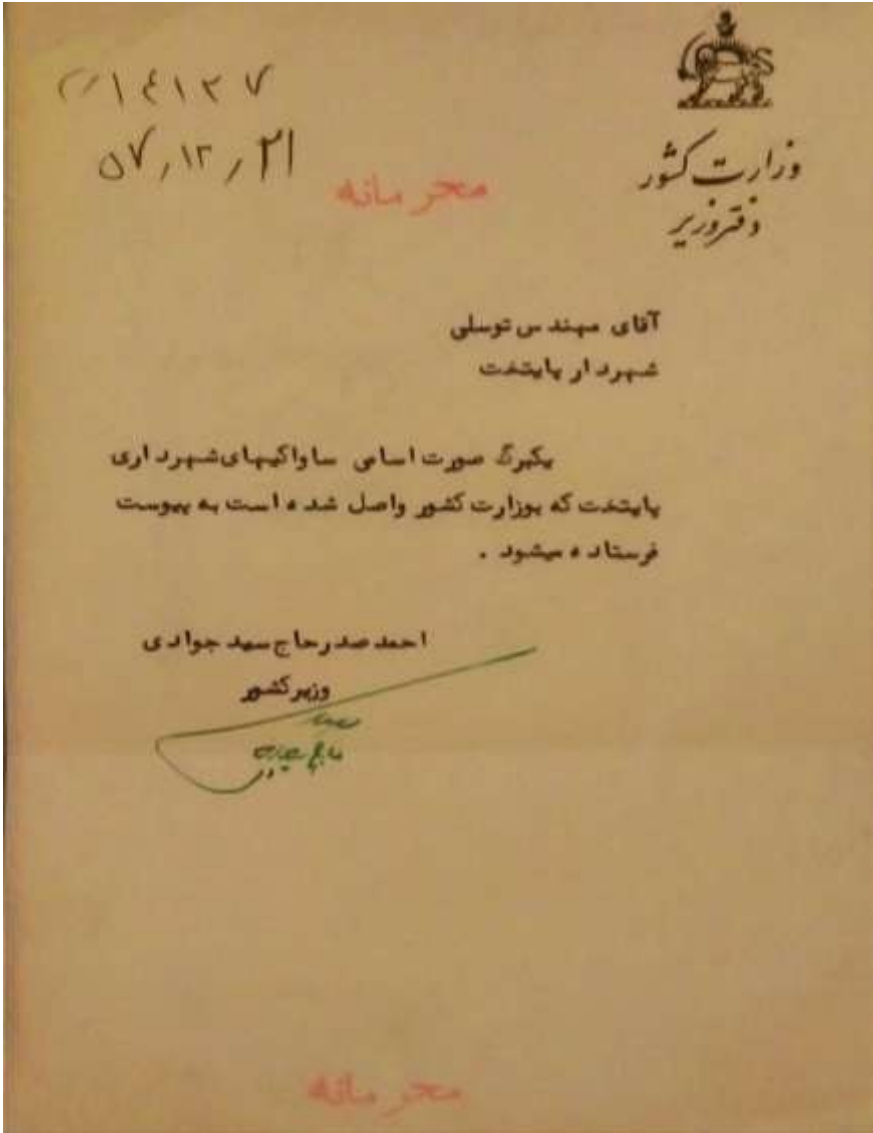 وزارت کشور
دفتر وزیر
۱۴۱۲۷
۵۷/۱۲/۲۱
محرمانه
آقای مهندس توسلی
شهردار پایتخت
یکبرگ صورت اسامی ساواکیهای شهرداری
پایتخت که بوزارت کشور واصل شده است به پیوست
فرستاده میشود .
احمد صدر حاج سید جوادی
وزیر کشور
محرمانه